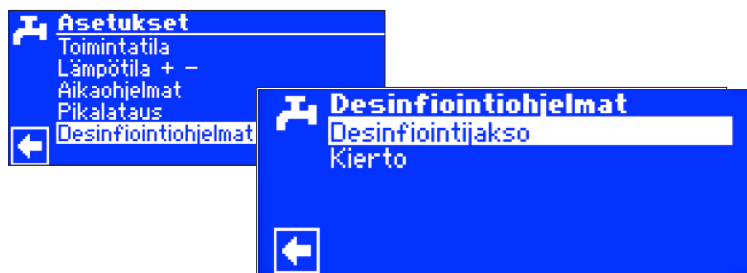 Asetukset
Toimintatila
Lämpötila + −
Aikaohjelmat
Pikalataus
Desinfiointiohjelmat
Desinfiointiohjelmat
Desinfiointijakso
Kierto